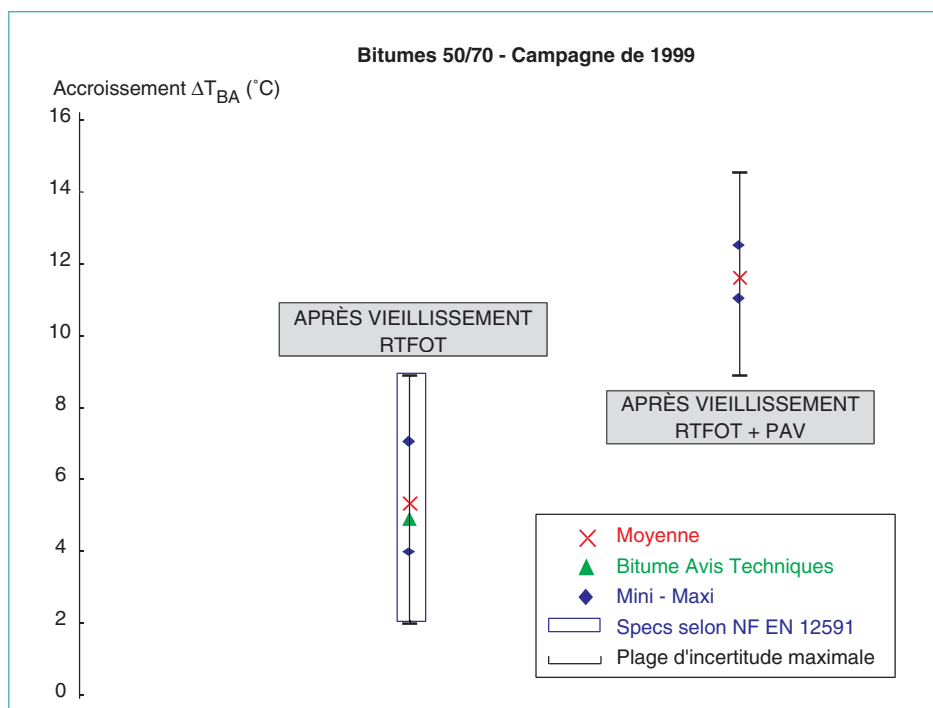 Bitumes 50/70 - Campagne de 1999
Accroissement ΔT_BA (°C)
16
14
12
10
8
6
4
2
0
APRÈS VIEILLISSEMENT
RTFOT
APRÈS VIEILLISSEMENT
RTFOT + PAV
Moyenne
Bitume Avis Techniques
Mini - Maxi
Specs selon NF EN 12591
Plage d'incertitude maximale